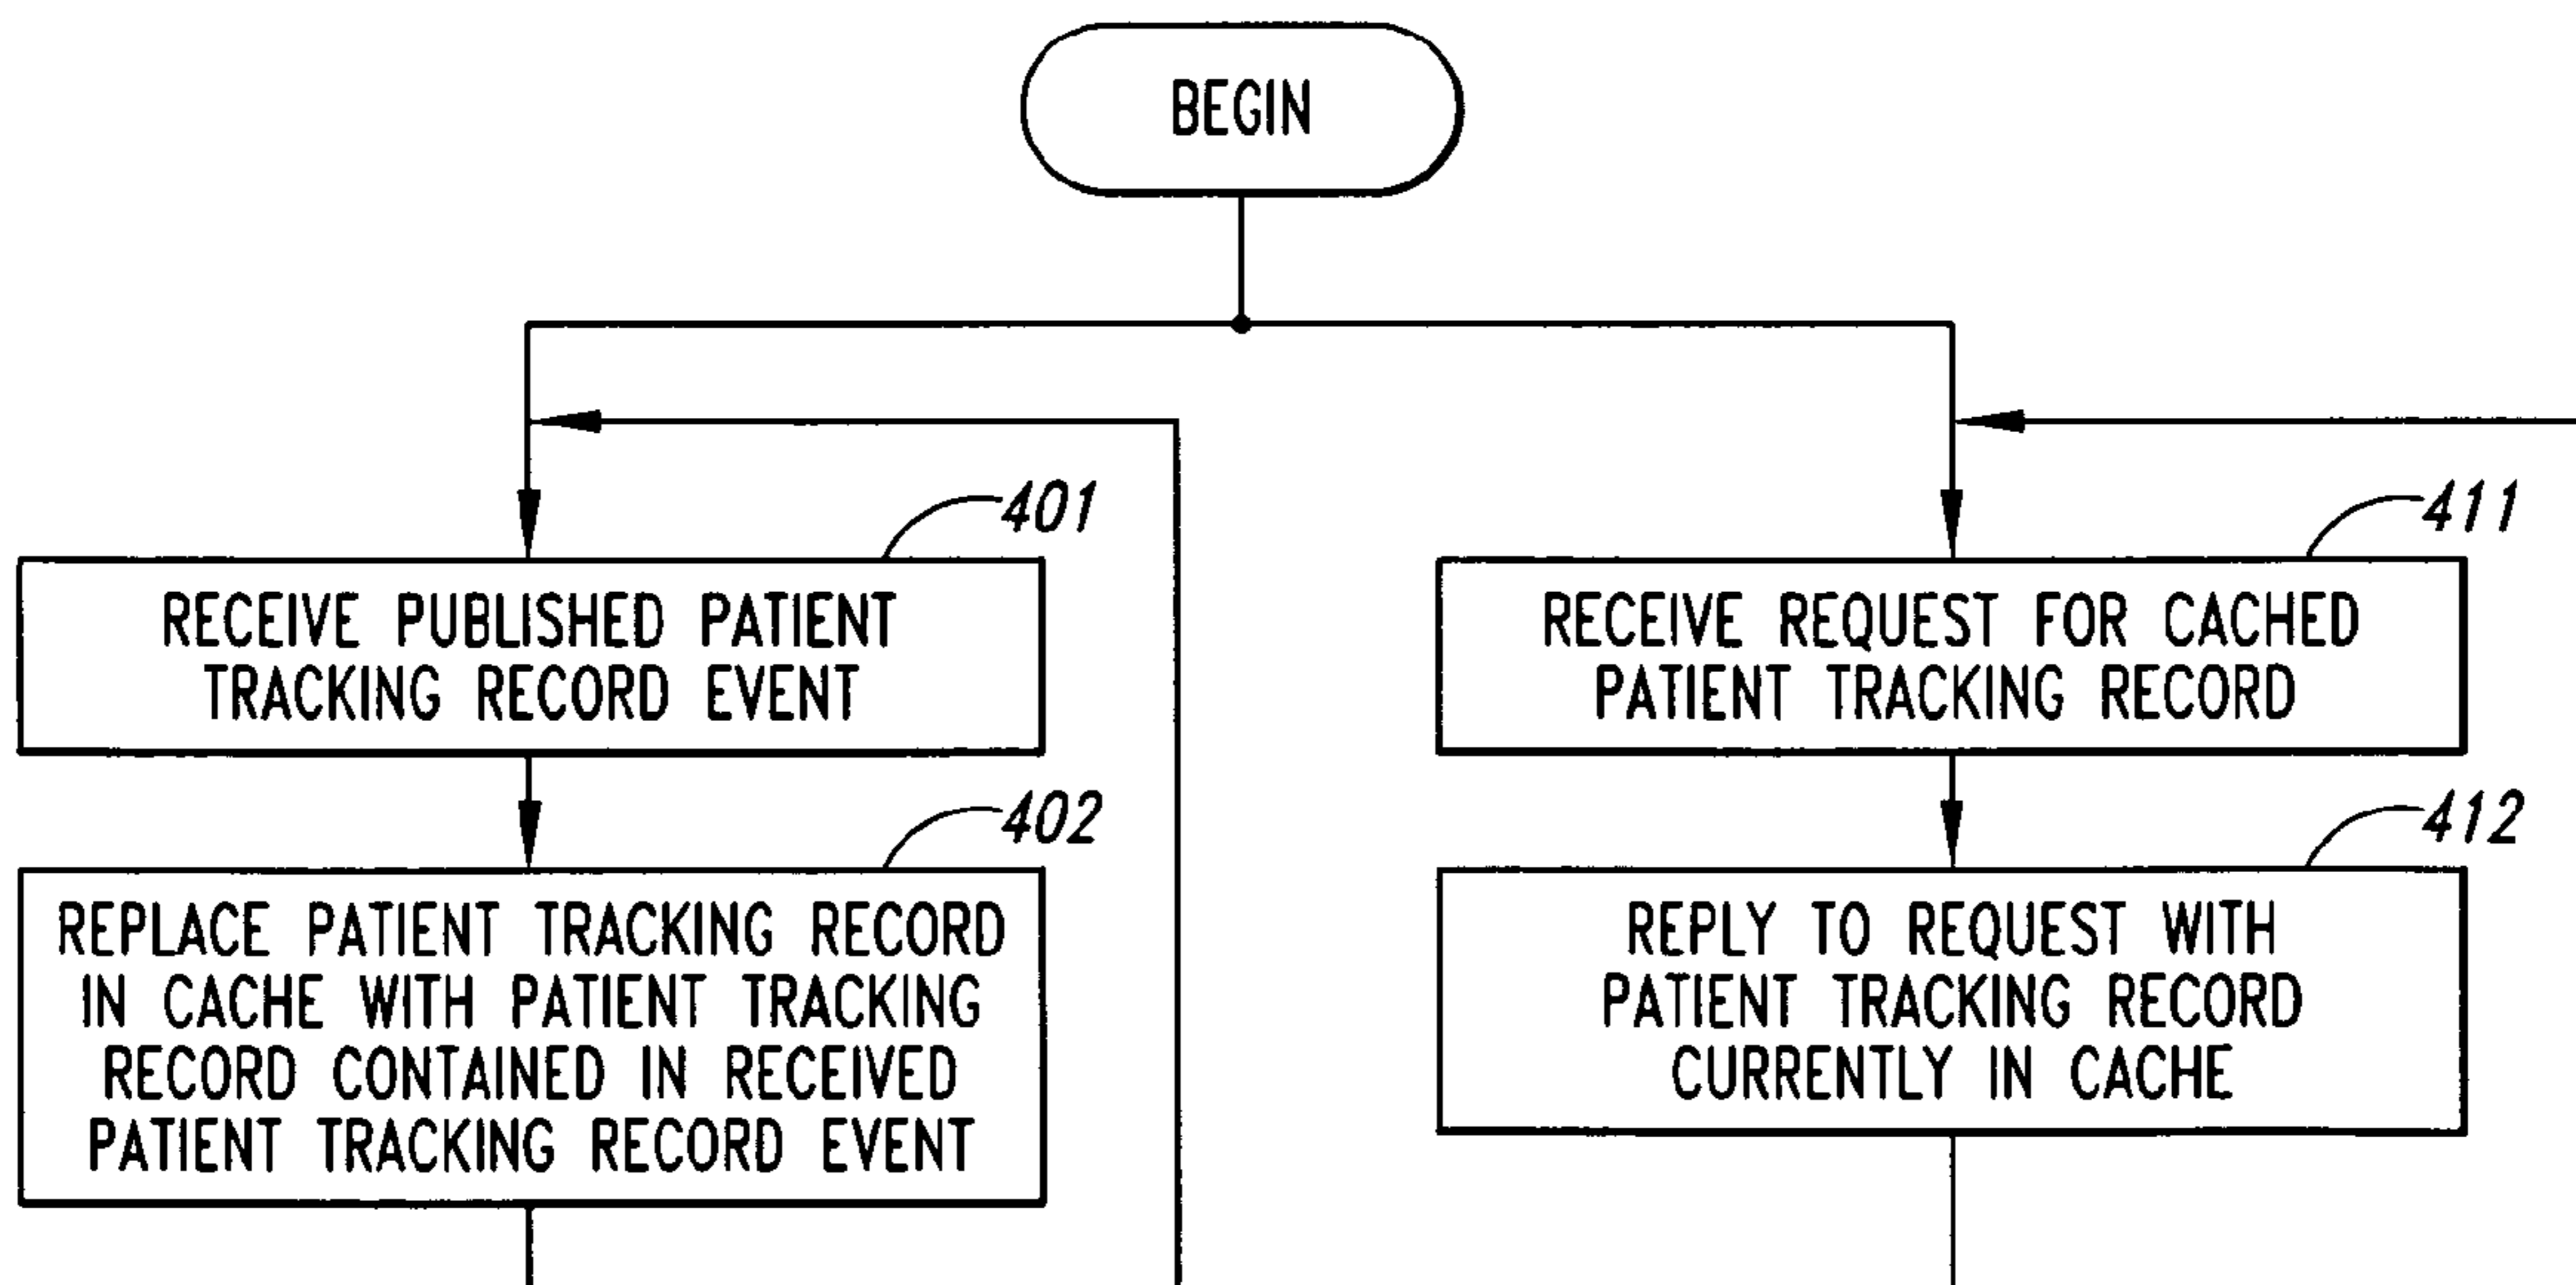 BEGIN
401
RECEIVE PUBLISHED PATIENT
TRACKING RECORD EVENT
402
REPLACE PATIENT TRACKING RECORD
IN CACHE WITH PATIENT TRACKING
RECORD CONTAINED IN RECEIVED
PATIENT TRACKING RECORD EVENT
411
RECEIVE REQUEST FOR CACHED
PATIENT TRACKING RECORD
412
REPLY TO REQUEST WITH
PATIENT TRACKING RECORD
CURRENTLY IN CACHE